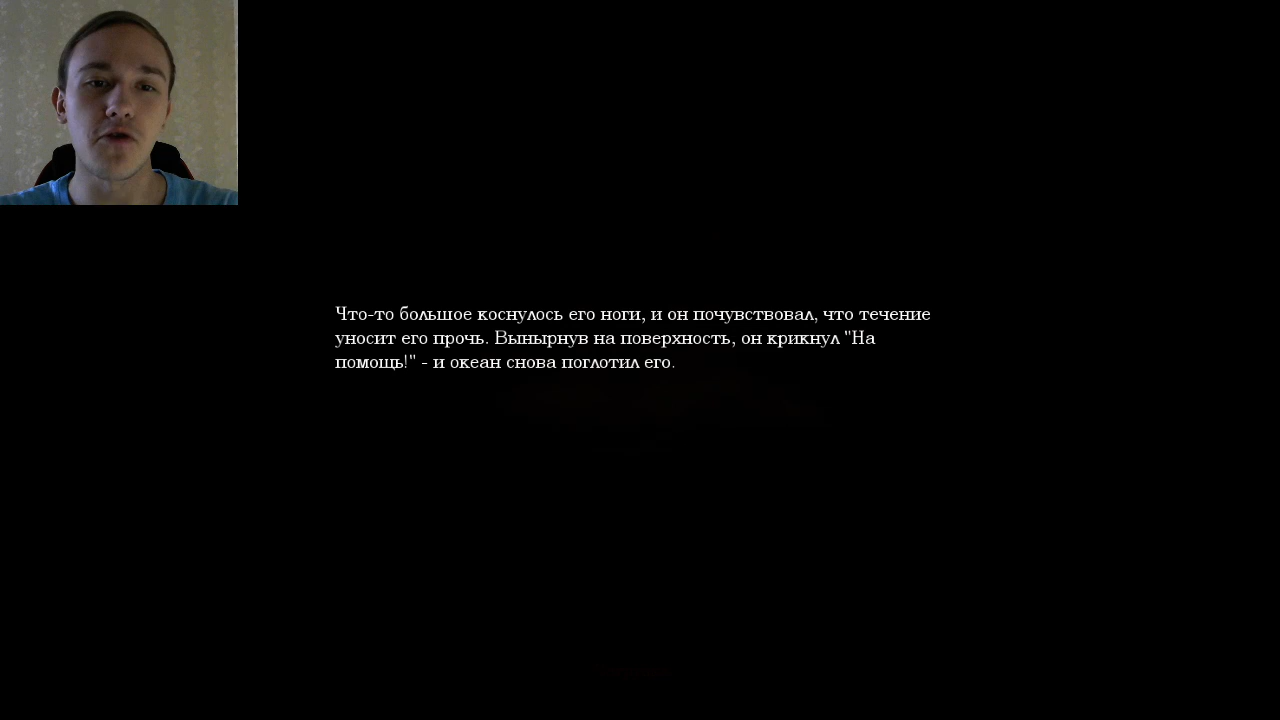 Что-то большое коснулось его ноги, и он почувствовал, что течение
уносит его прочь. Вынырнув на поверхность, он крикнул "На
помощь!" - и океан снова поглотил его.